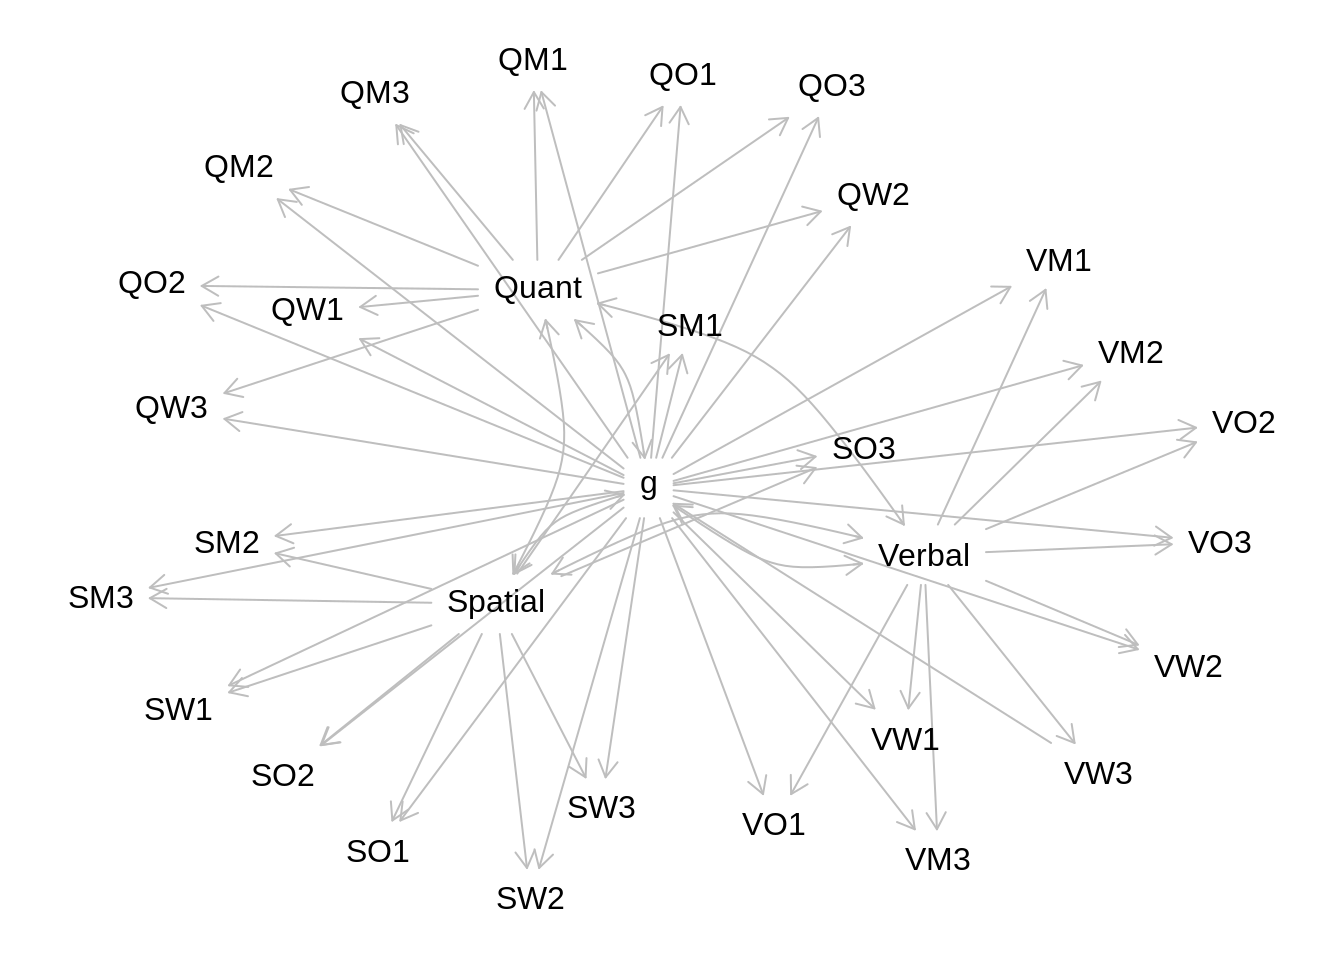 QM1
QO1
QO3
QM3
QM2
QW2
VM1
QO2
Quant
QW1
SM1
VM2
QW3
VO2
SO3
g
SM2
VO3
Verbal
SM3
Spatial
VW2
SW1
VW1
SO2
VW3
SW3
VO1
SO1
VM3
SW2